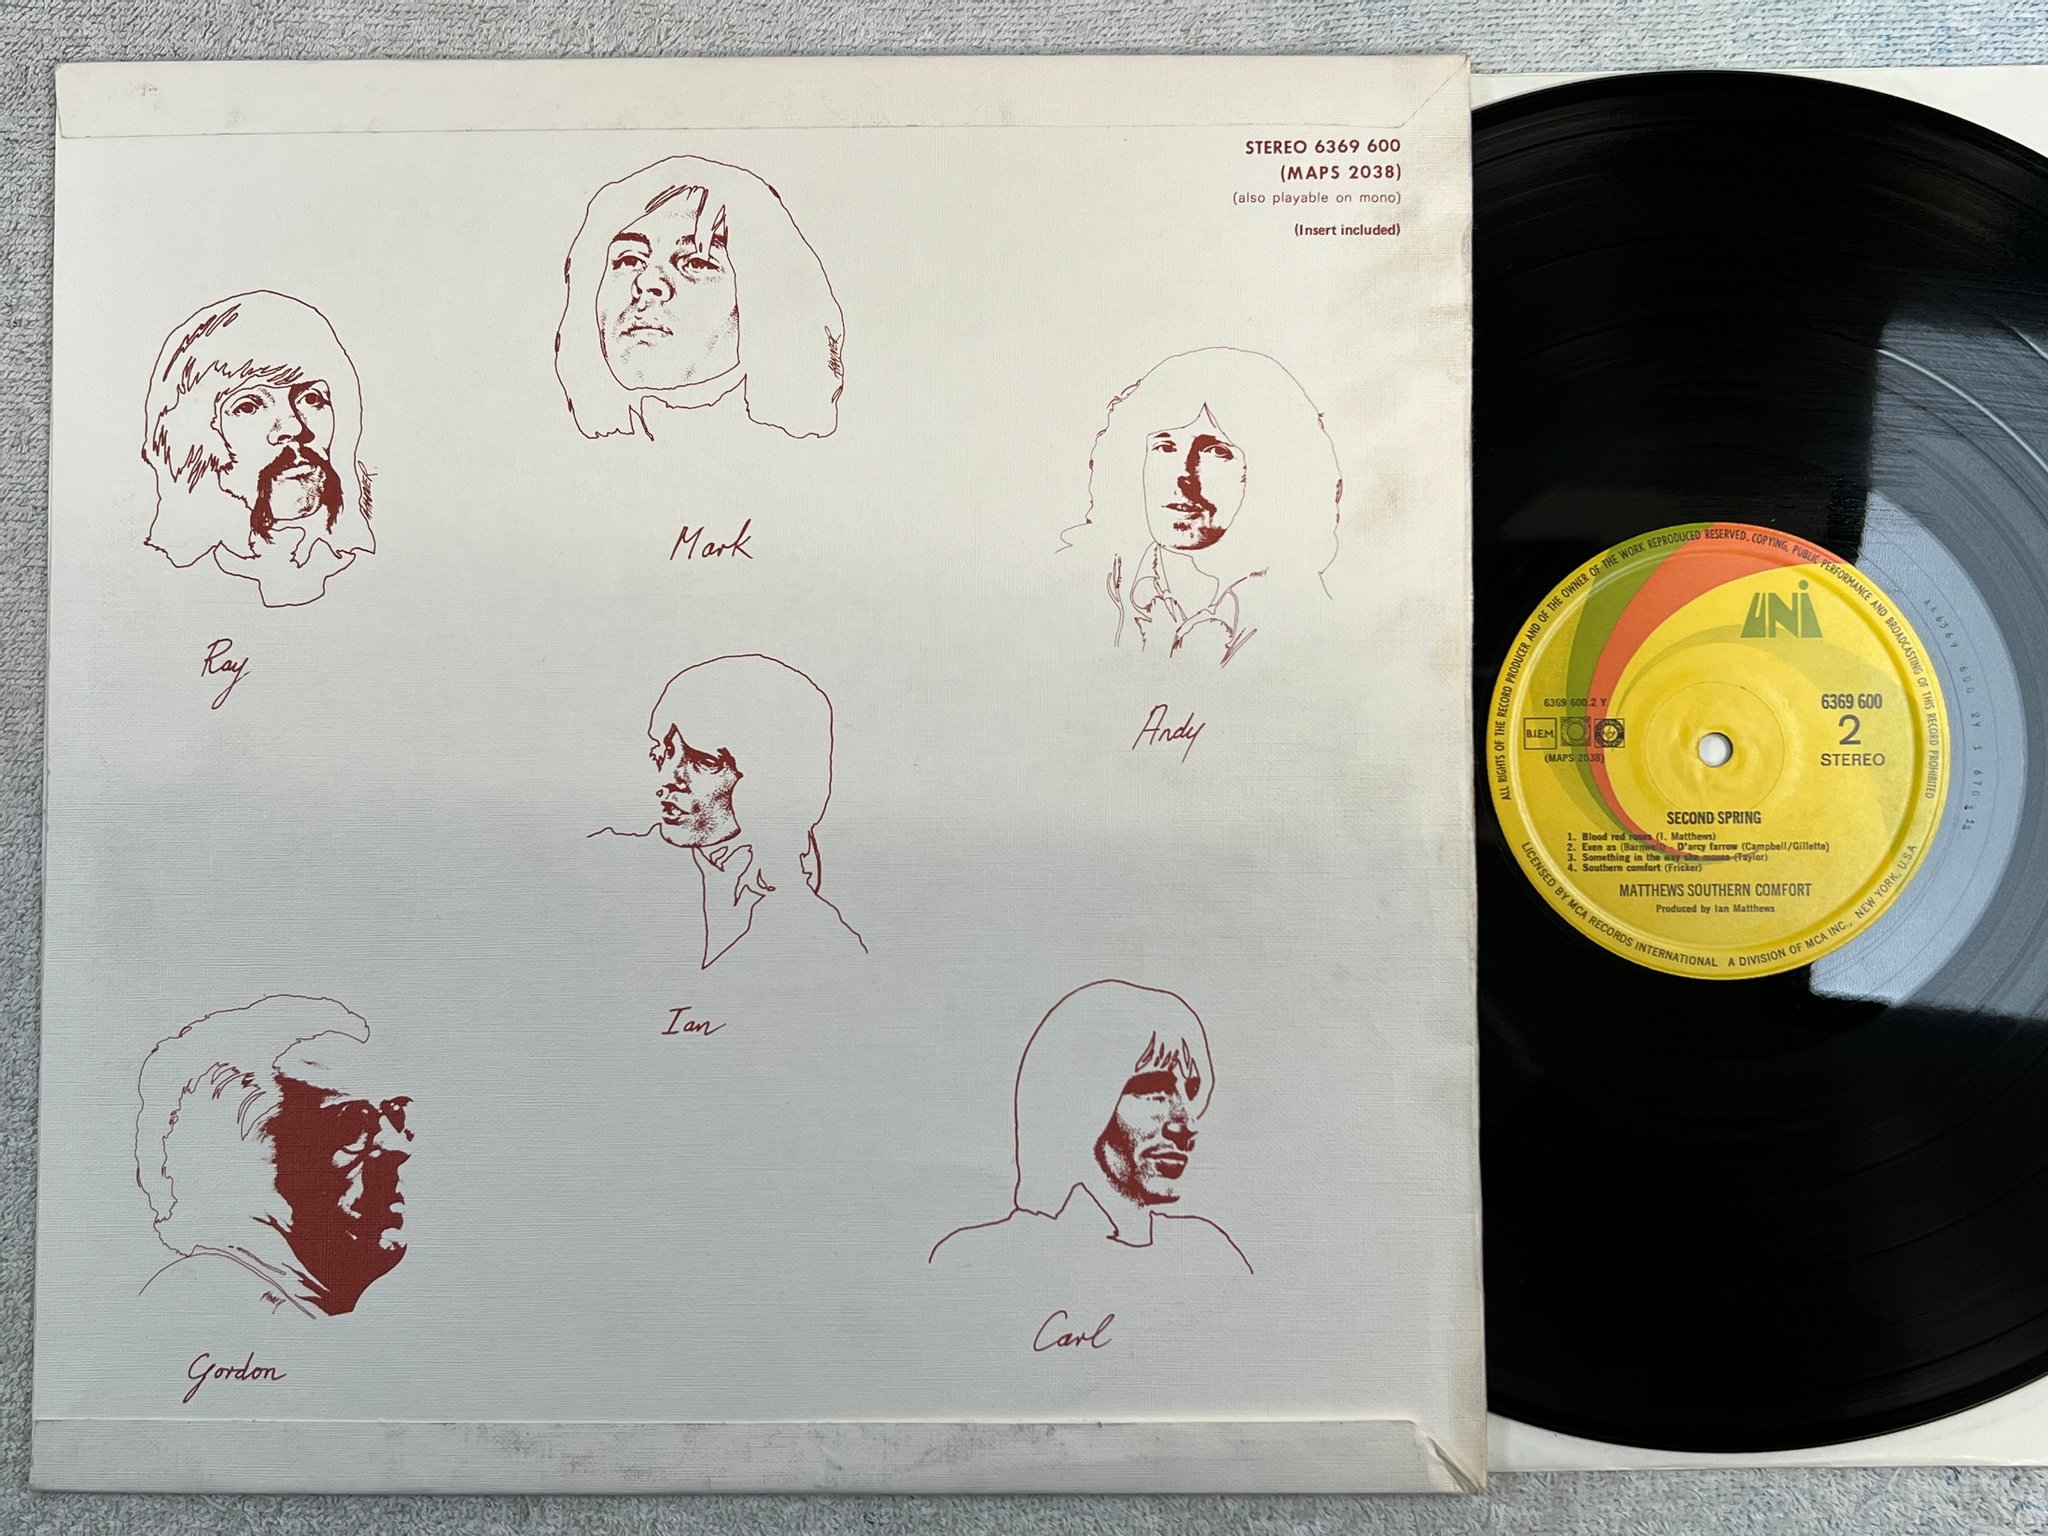 STEREO 6369 600
(MAPS 2038)
(also playable on mono)
(Insert included)
Mark
Ray
Andy
Ian
Gordon
Carl
ALL RIGHTS OF THE RECORD PRODUCER AND OF THE OWNER OF THE WORK REPRODUCED RESERVED. COPYING, PUBLIC PERFORMANCE AND BROADCASTING OF THIS RECORD PROHIBITED
UNI
6369 600.2 Y
6369 600
B.I.E.M.
2
(MAPS 2038)
STEREO
SECOND SPRING
1. Blood red roses (I. Matthews)
2. Even as (Barnwell) - D'arcy farrow (Campbell/Gillette)
3. Something in the way she moves (Taylor)
4. Southern comfort (Fricker)
MATTHEWS SOUTHERN COMFORT
Produced by Ian Matthews
LICENSED BY MCA RECORDS INTERNATIONAL A DIVISION OF MCA INC., NEW YORK, U.S.A.
AA6369 600 2Y 1 670